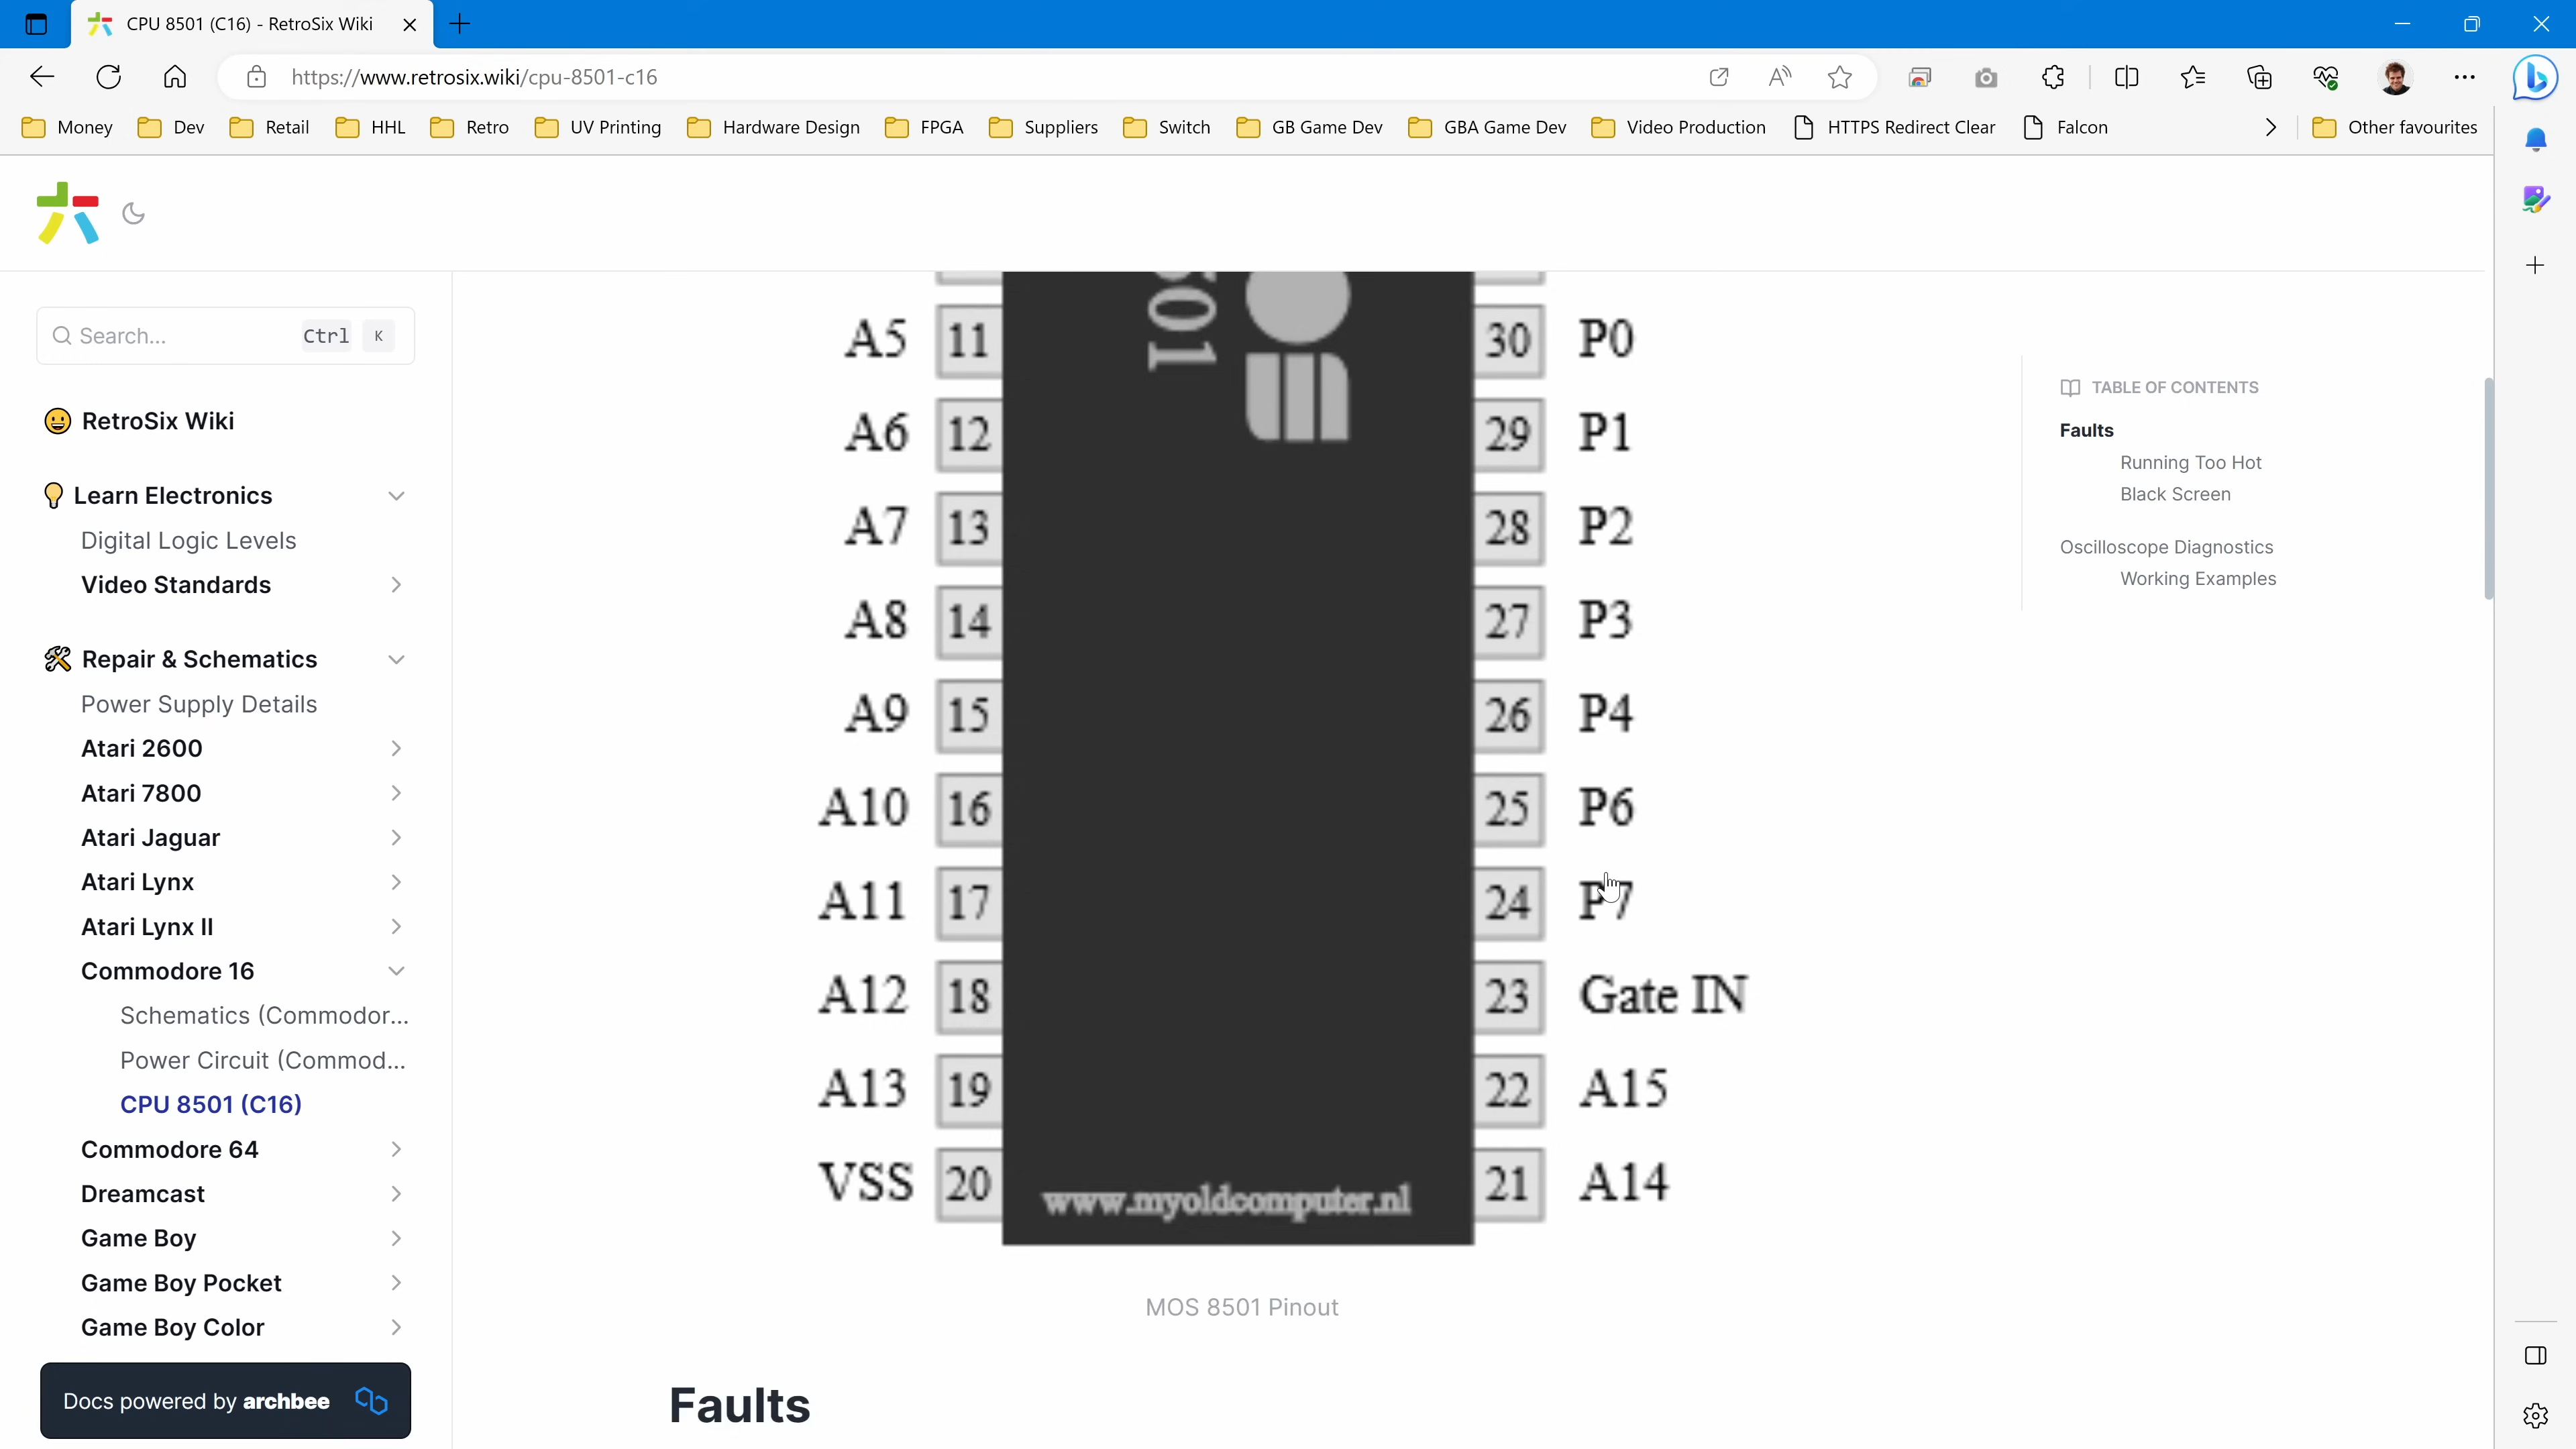 CPU 8501 (C16) - RetroSix Wiki
https://www.retrosix.wiki/cpu-8501-c16
Money Dev Retail HHL Retro UV Printing Hardware Design FPGA Suppliers Switch GB Game Dev GBA Game Dev Video Production HTTPS Redirect Clear Falcon Other favourites
Search... Ctrl K
RetroSix Wiki
Learn Electronics
Digital Logic Levels
Video Standards
Repair & Schematics
Power Supply Details
Atari 2600
Atari 7800
Atari Jaguar
Atari Lynx
Atari Lynx II
Commodore 16
Schematics (Commodor...
Power Circuit (Commod...
CPU 8501 (C16)
Commodore 64
Dreamcast
Game Boy
Game Boy Pocket
Game Boy Color
Docs powered by archbee
A5 11 30 P0
A6 12 29 P1
A7 13 28 P2
A8 14 27 P3
A9 15 26 P4
A10 16 25 P6
A11 17 24 P7
A12 18 23 Gate IN
A13 19 22 A15
VSS 20 21 A14
www.myoldcomputer.nl
MOS 8501 Pinout
Faults
TABLE OF CONTENTS
Faults
Running Too Hot
Black Screen
Oscilloscope Diagnostics
Working Examples